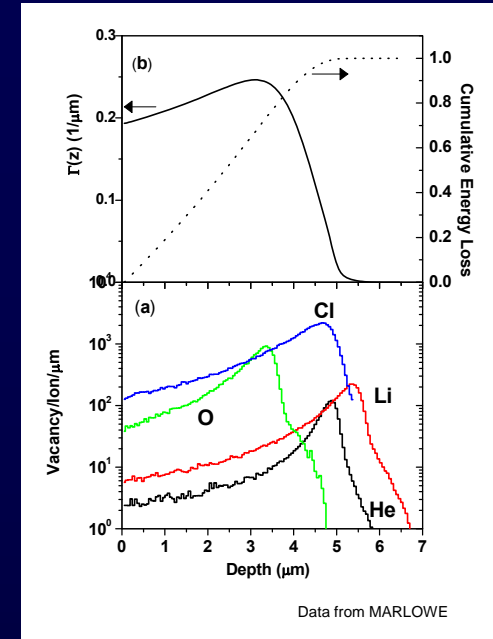 (b)
0.3
0.2
0.1
0.0
Γ(z) (1/μm)
1.0
0.8
0.6
0.4
0.2
0.0
Cumulative Energy Loss
(a)
Cl
O
Li
He
10⁴
10³
10²
10¹
10⁰
Vacancy/Ion/μm
0 1 2 3 4 5 6 7
Depth (μm)
Data from MARLOWE